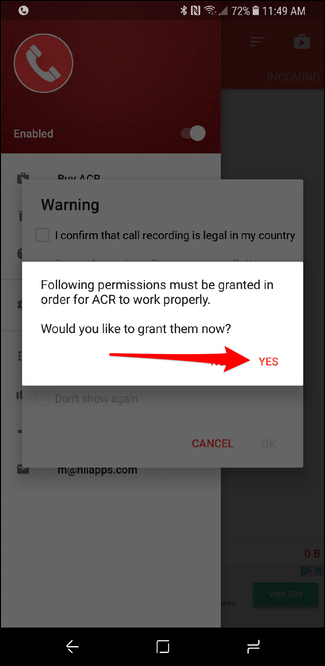 72% 11:49 AM
INCOMING
Enabled
Buy ACR
Warning
I confirm that call recording is legal in my country
Following permissions must be granted in
order for ACR to work properly.
Would you like to grant them now?
YES
Don't show again
CANCEL OK
m@nllapps.com
0 B
Visit Site